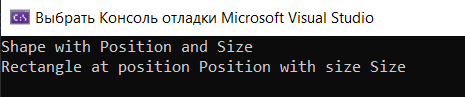 C:\
Выбрать Консоль отладки Microsoft Visual Studio
Shape with Position and Size
Rectangle at position Position with size Size